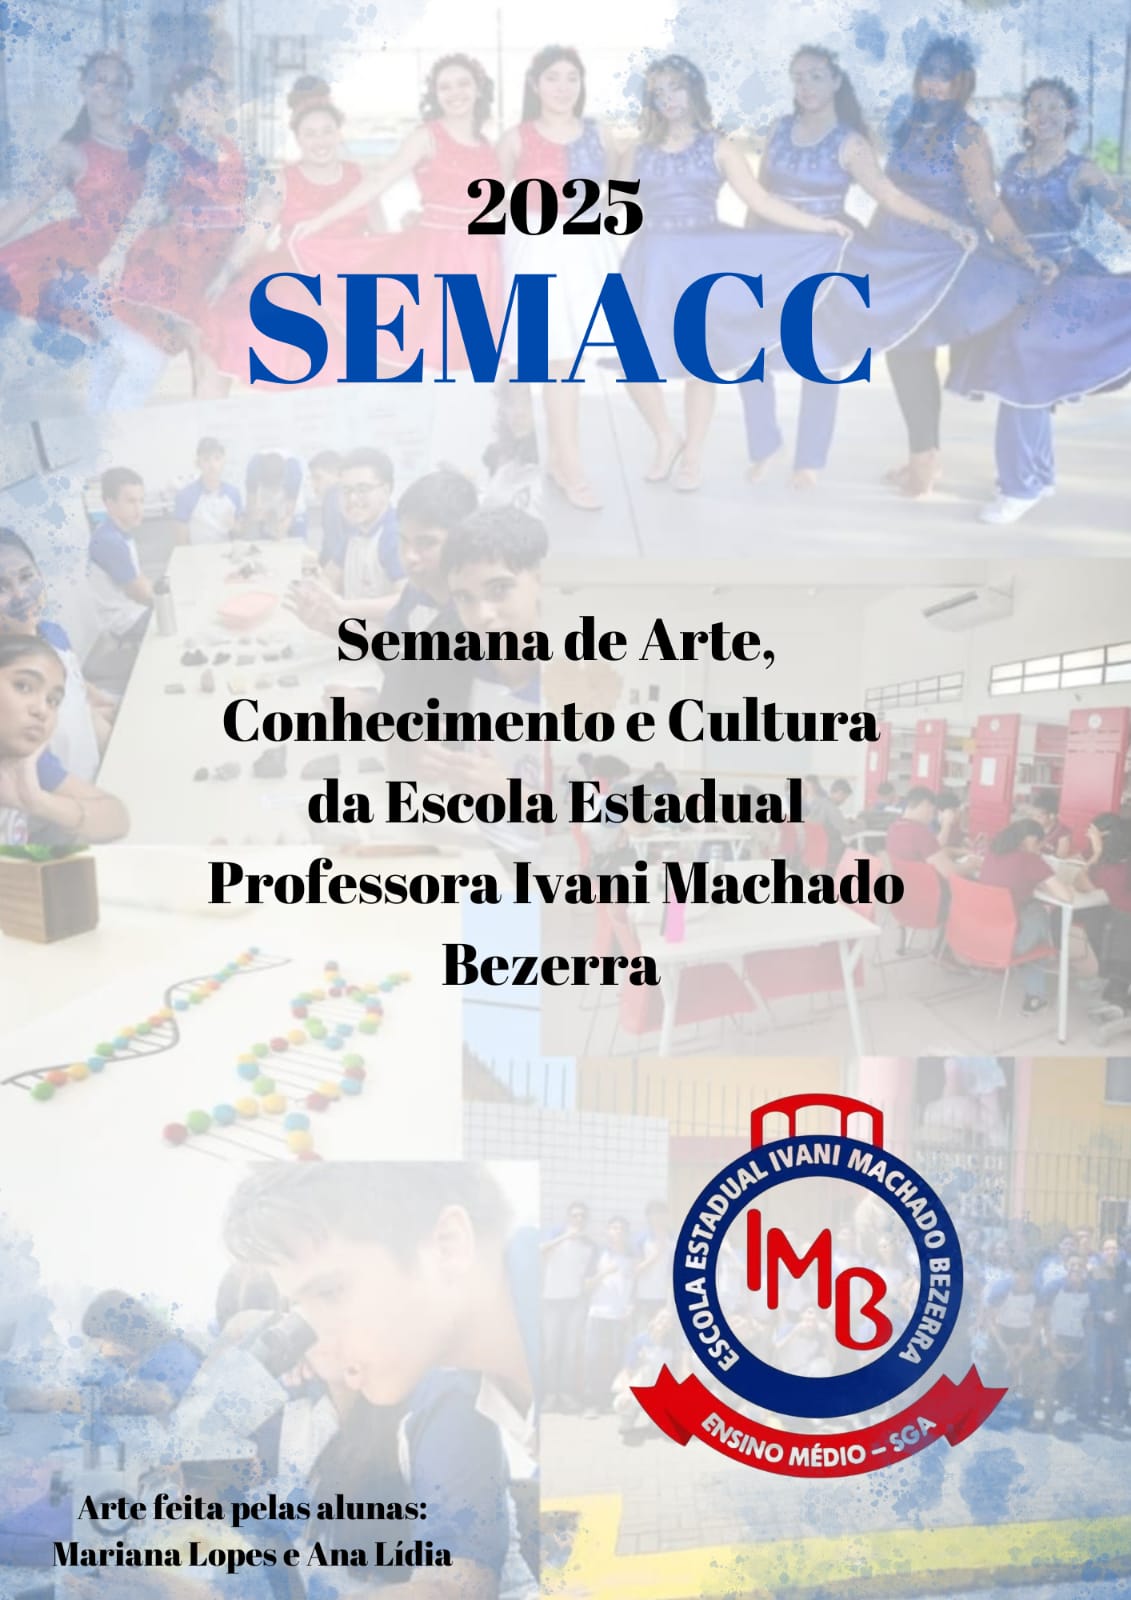 2025
SEMACC
Semana de Arte,
Conhecimento e Cultura
da Escola Estadual
Professora Ivani Machado
Bezerra
ESCOLA ESTADUAL IVANI MACHADO BEZERRA
IMB
ENSINO MÉDIO – SGA
Arte feita pelas alunas:
Mariana Lopes e Ana Lídia